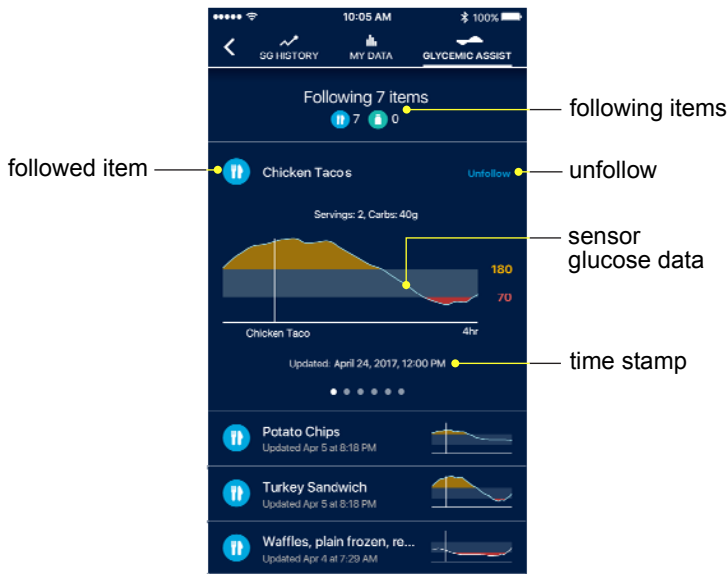 10:05 AM
100%
SG HISTORY
MY DATA
GLYCEMIC ASSIST
Following 7 items
7 0
following items
followed item
Chicken Tacos
Unfollow
unfollow
Servings: 2, Carbs: 40g
sensor
glucose data
180
70
Chicken Taco
4hr
Updated: April 24, 2017, 12:00 PM
time stamp
Potato Chips
Updated Apr 5 at 8:18 PM
Turkey Sandwich
Updated Apr 5 at 8:18 PM
Waffles, plain frozen, re...
Updated Apr 4 at 7:29 AM